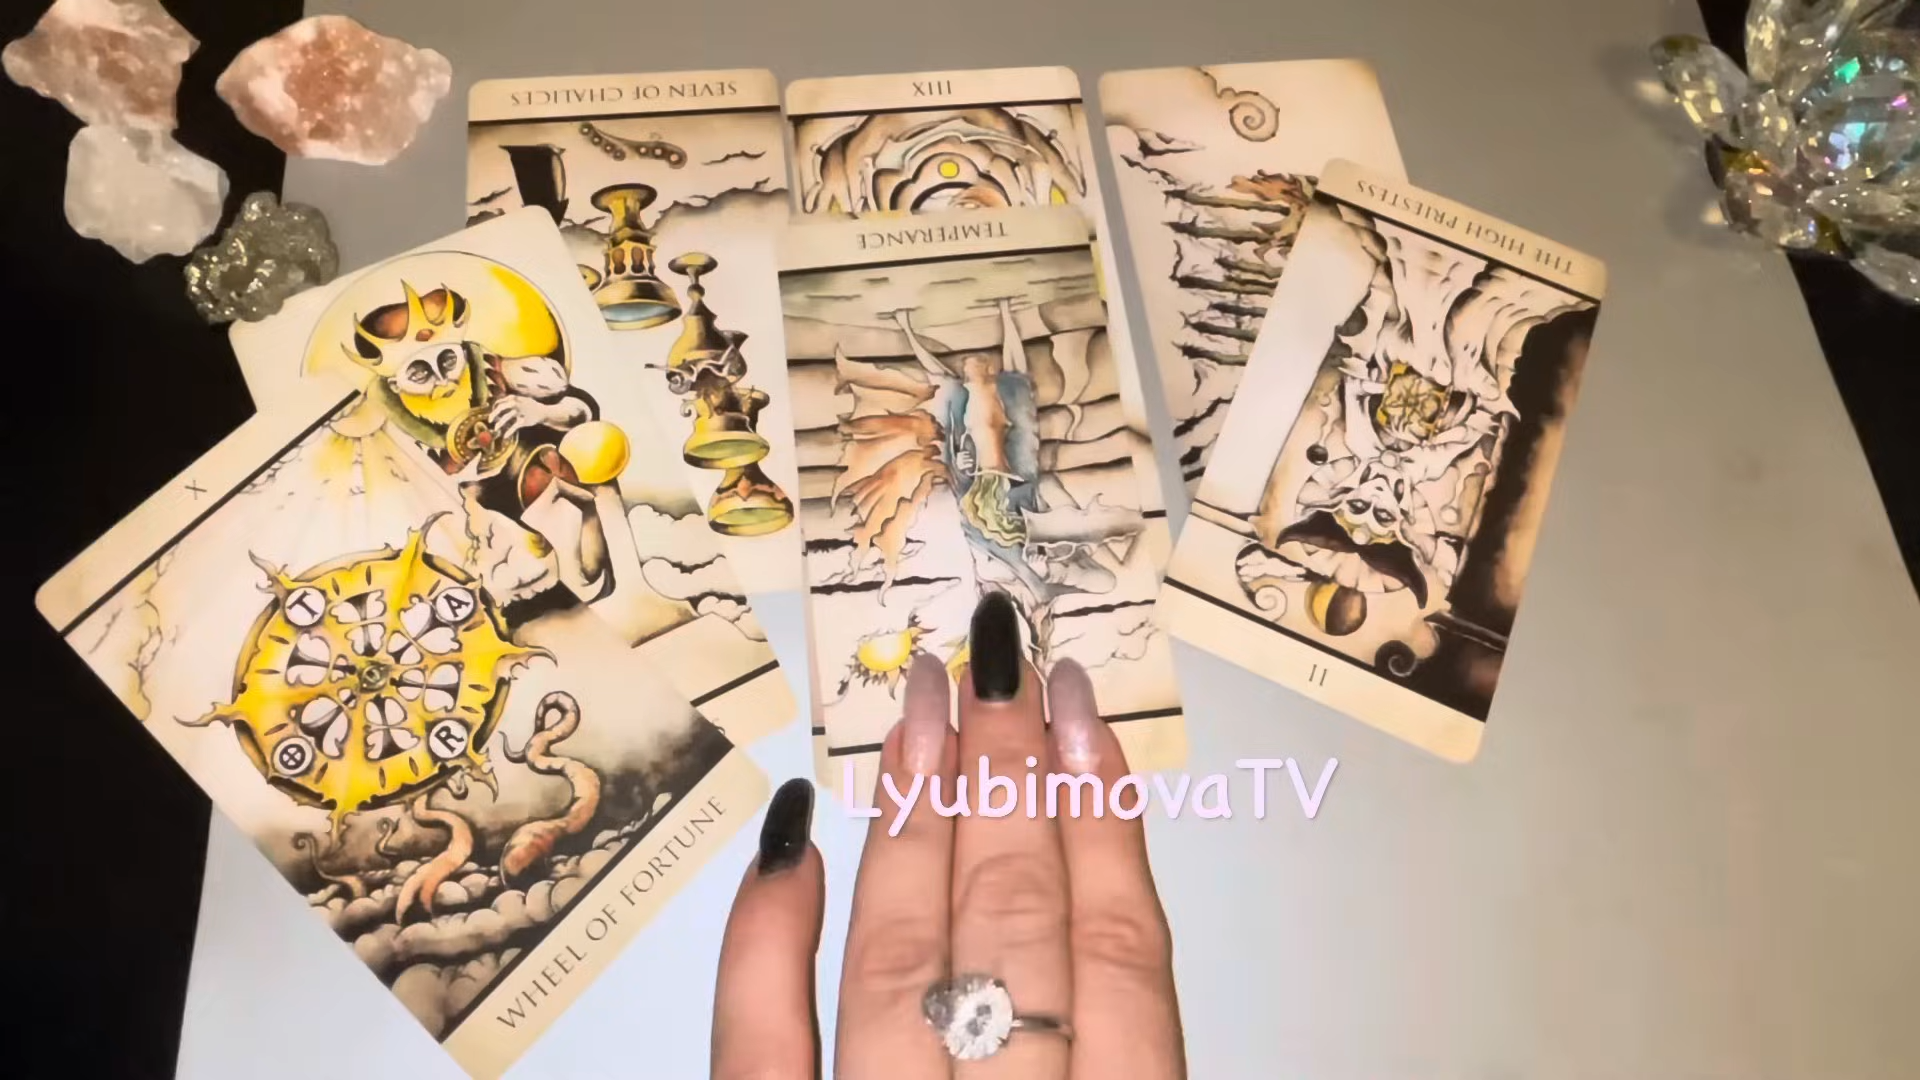 SEVEN OF CHALICES
XIII
TEMPERANCE
THE HIGH PRIESTESS
X
T A R
II
LyubimovaTV
WHEEL OF FORTUNE